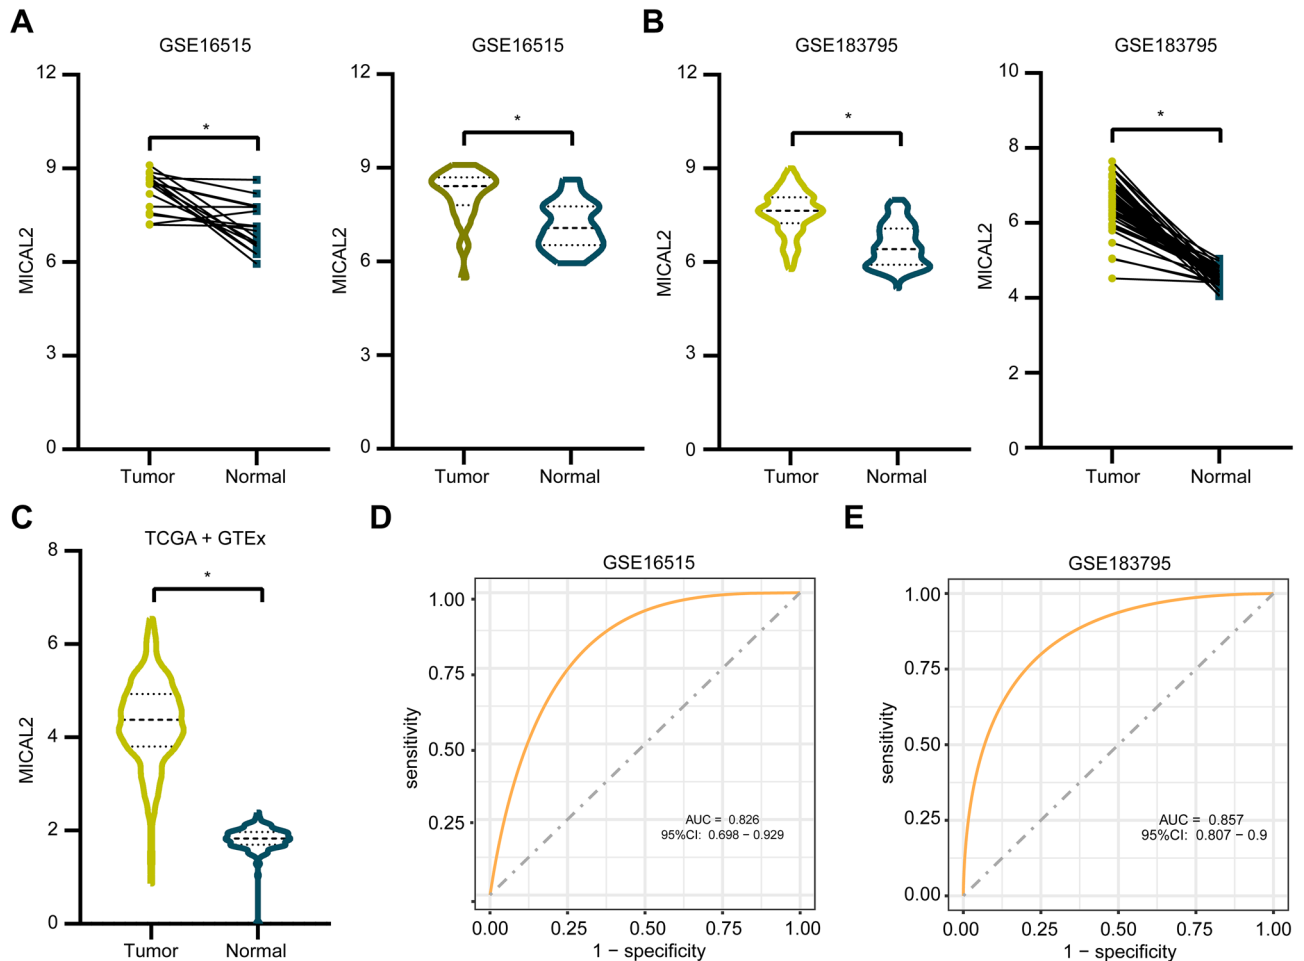 A
GSE16515
12
9
6
3
0
MICAL2
*
Tumor
Normal
GSE16515
12
9
6
3
0
MICAL2
*
Tumor
Normal
B
GSE183795
12
9
6
3
0
MICAL2
*
Tumor
Normal
GSE183795
10
8
6
4
2
0
MICAL2
*
Tumor
Normal
C
TCGA + GTEx
8
6
4
2
0
MICAL2
*
Tumor
Normal
D
GSE16515
1.00
0.75
0.50
0.25
sensitivity
AUC = 0.826
95%CI: 0.698 – 0.929
0.00
0.25
0.50
0.75
1.00
1 – specificity
E
GSE183795
1.00
0.75
0.50
0.25
0.00
sensitivity
AUC = 0.857
95%CI: 0.807 – 0.9
0.00
0.25
0.50
0.75
1.00
1 – specificity